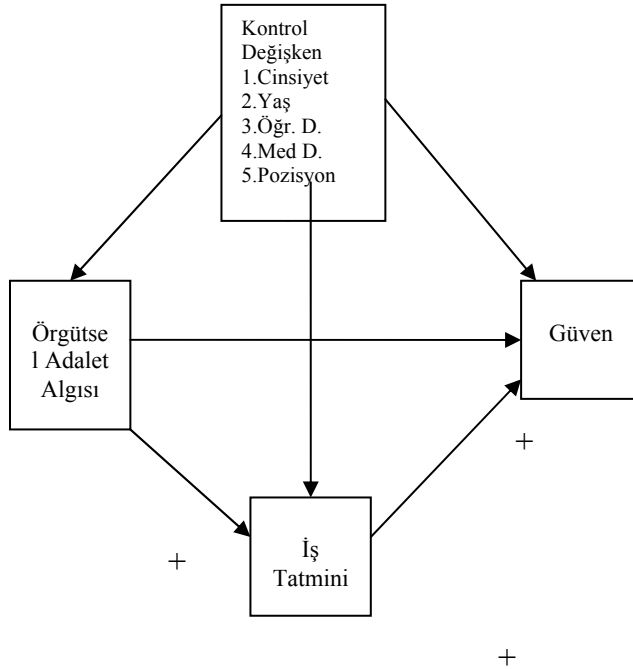 Kontrol
Değişken
1.Cinsiyet
2.Yaş
3.Öğr. D.
4.Med D.
5.Pozisyon
Örgütse
l Adalet
Algısı
Güven
+
+
İş
Tatmini
+